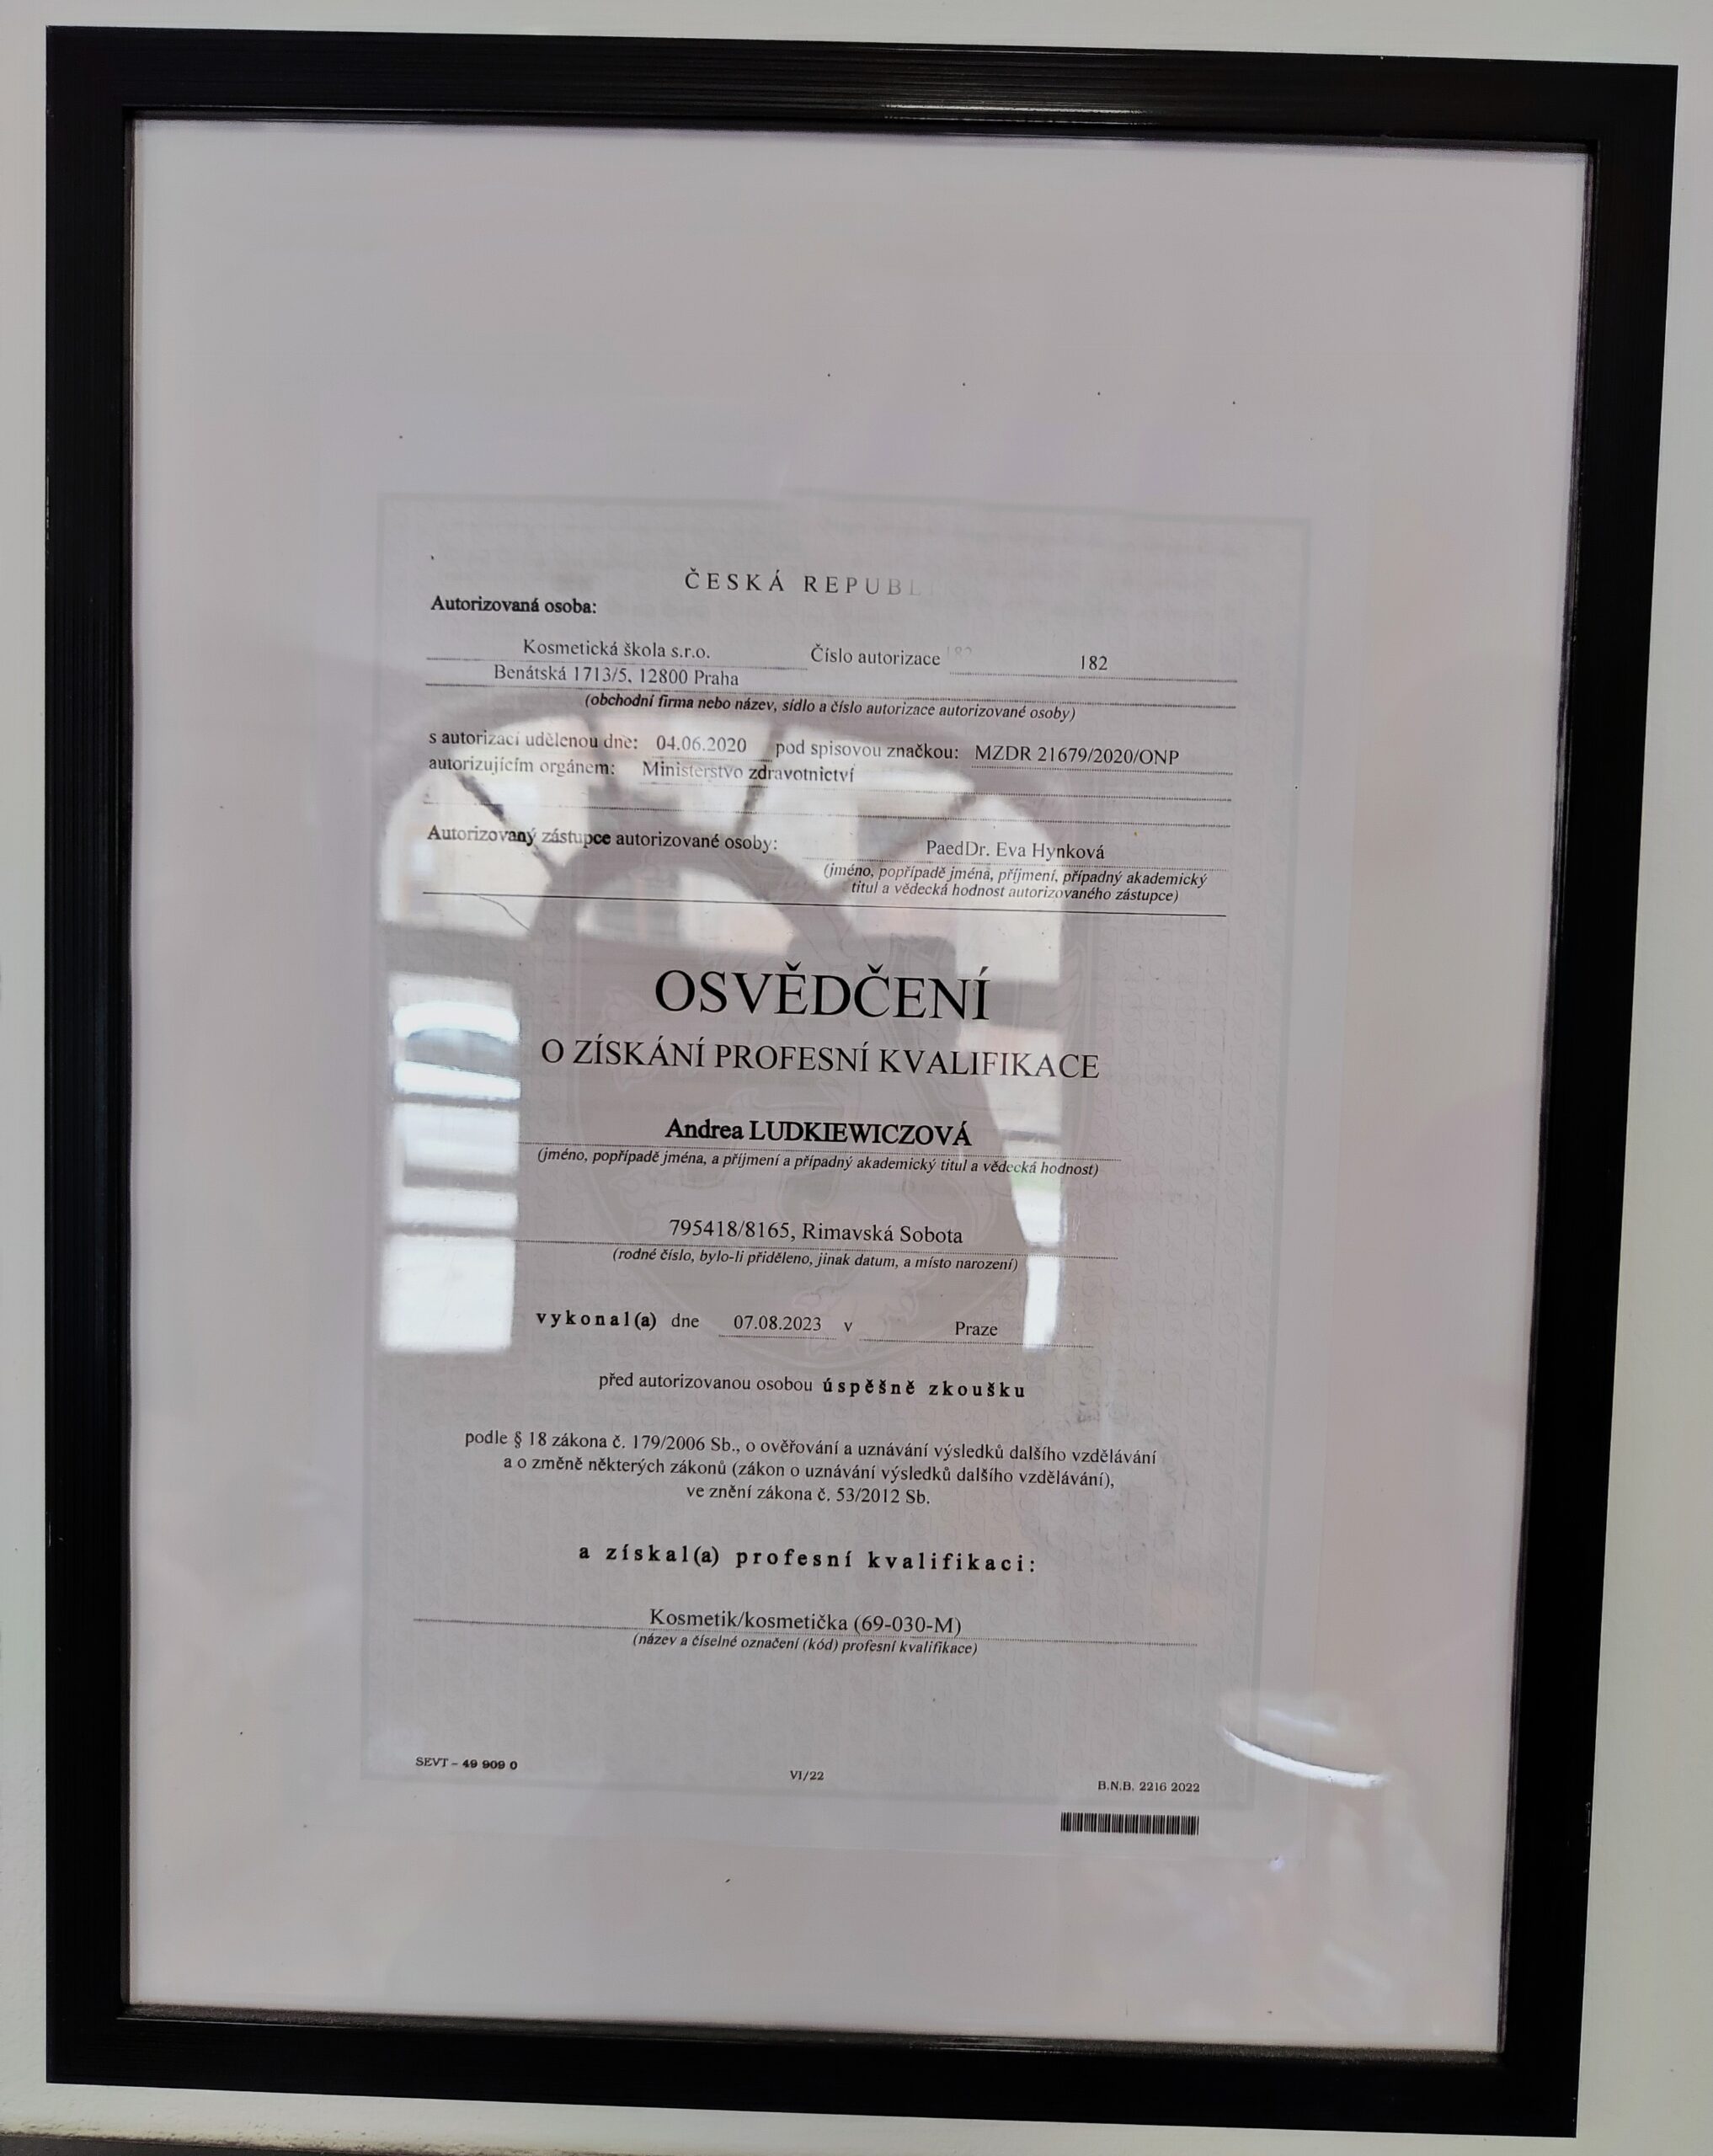 ČESKÁ REPUBL
Autorizovaná osoba:
Kosmetická škola s.r.o. Číslo autorizace 182
Benátská 1713/5, 12800 Praha
(obchodní firma nebo název, sídlo a číslo autorizace autorizované osoby)
s autorizací udělenou dne: 04.06.2020 pod spisovou značkou: MZDR 21679/2020/ONP
autorizujícím orgánem: Ministerstvo zdravotnictví
Autorizovaný zástupce autorizované osoby: PaedDr. Eva Hynková
(jméno, popřípadě jména, příjmení, případný akademický
titul a vědecká hodnost autorizovaného zástupce)
OSVĚDČENÍ
O ZÍSKÁNÍ PROFESNÍ KVALIFIKACE
Andrea LUDKIEWICZOVÁ
(jméno, popřípadě jména, a příjmení a případný akademický titul a vědecká hodnost)
795418/8165, Rimavská Sobota
(rodné číslo, bylo-li přiděleno, jinak datum, a místo narození)
vykonal(a) dne 07.08.2023 v Praze
před autorizovanou osobou úspěšně zkoušku
podle § 18 zákona č. 179/2006 Sb., o ověřování a uznávání výsledků dalšího vzdělávání
a o změně některých zákonů (zákon o uznávání výsledků dalšího vzdělávání),
ve znění zákona č. 53/2012 Sb.
a získal(a) profesní kvalifikaci:
Kosmetik/kosmetička (69-030-M)
(název a číselné označení (kód) profesní kvalifikace)
SEVT – 49 909 0 VI/22 B.N.B. 2216 2022